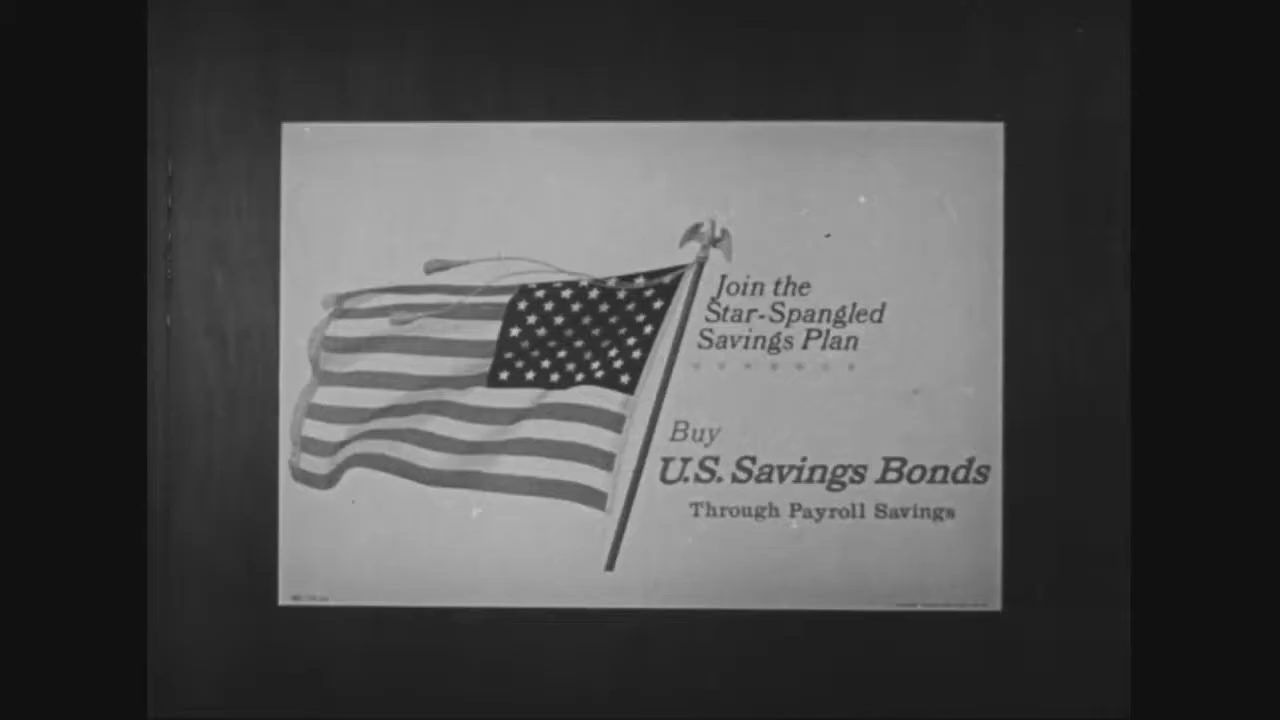 Join the
Star-Spangled
Savings Plan
Buy
U.S. Savings Bonds
Through Payroll Savings